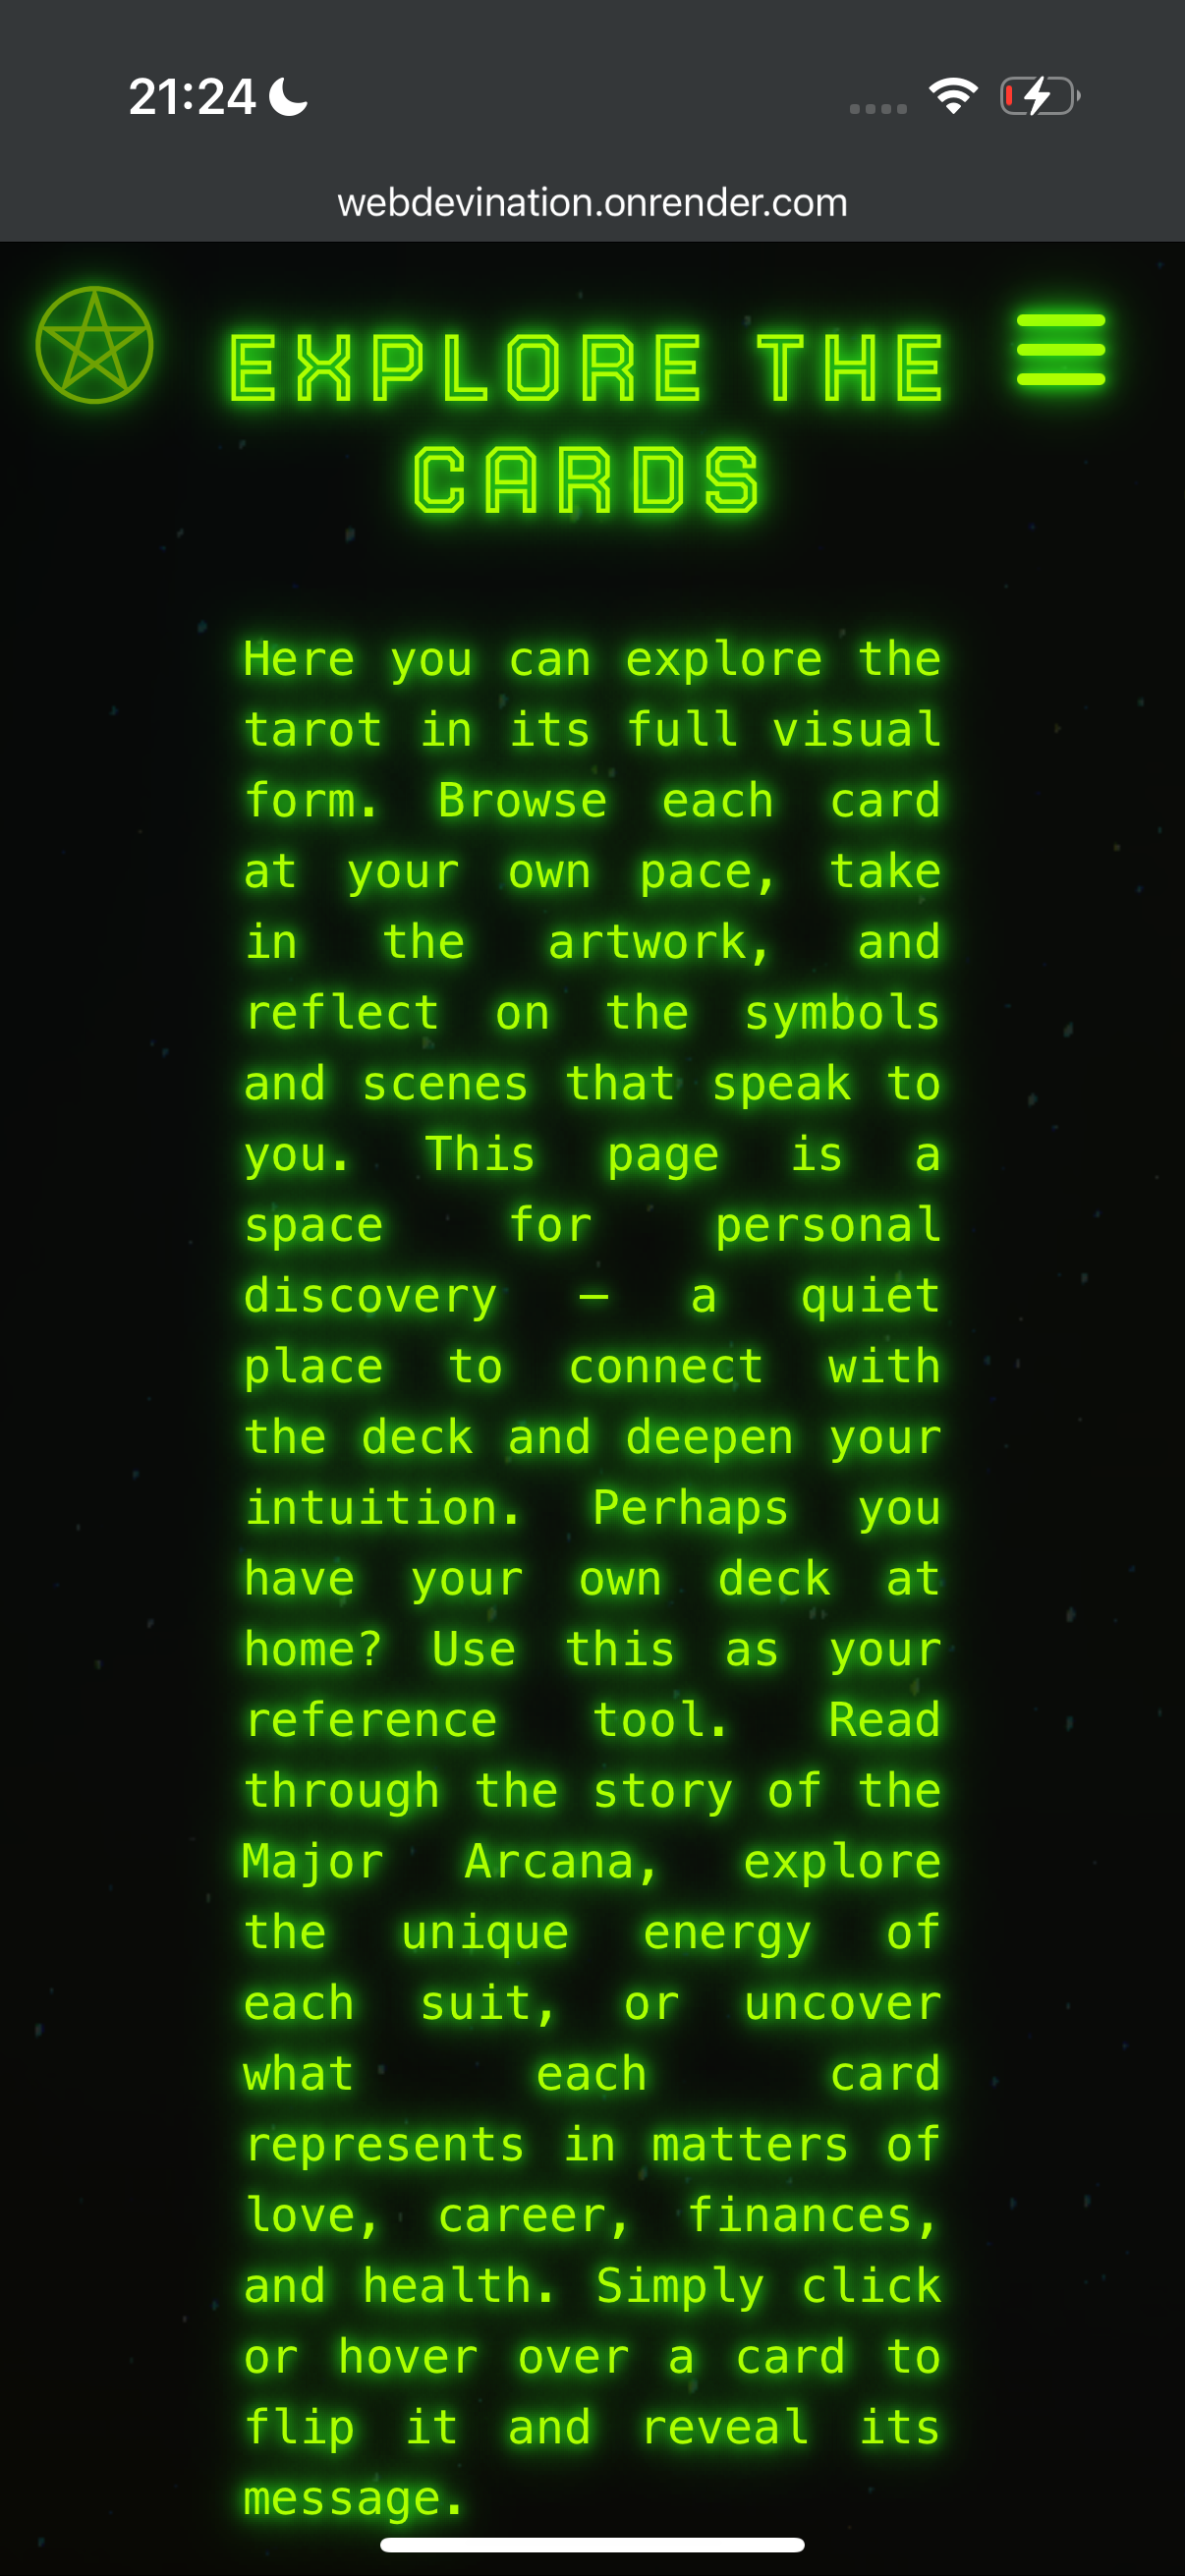 21:24
webdevination.onrender.com
EXPLORE THE
CARDS
Here you can explore the
tarot in its full visual
form. Browse each card
at your own pace, take
in the artwork, and
reflect on the symbols
and scenes that speak to
you. This page is a
space for personal
discovery — a quiet
place to connect with
the deck and deepen your
intuition. Perhaps you
have your own deck at
home? Use this as your
reference tool. Read
through the story of the
Major Arcana, explore
the unique energy of
each suit, or uncover
what each card
represents in matters of
love, career, finances,
and health. Simply click
or hover over a card to
flip it and reveal its
message.